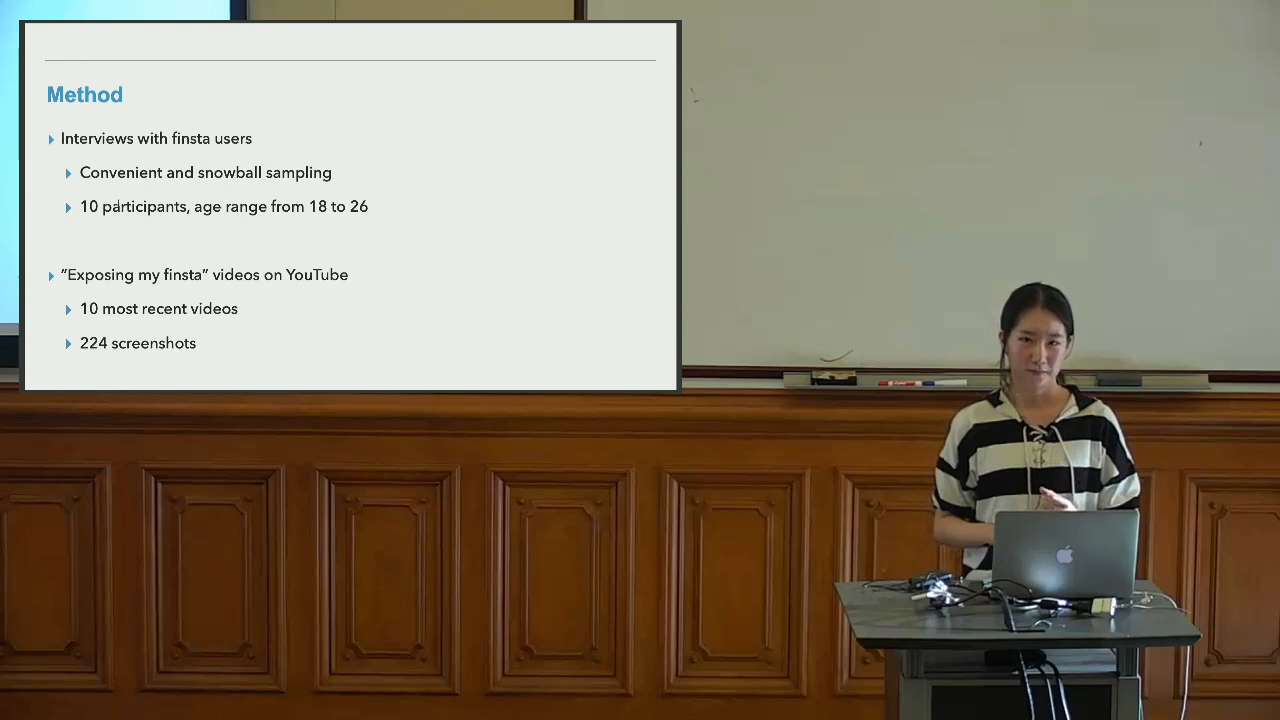 Method
Interviews with finsta users
Convenient and snowball sampling
10 participants, age range from 18 to 26
“Exposing my finsta” videos on YouTube
10 most recent videos
224 screenshots